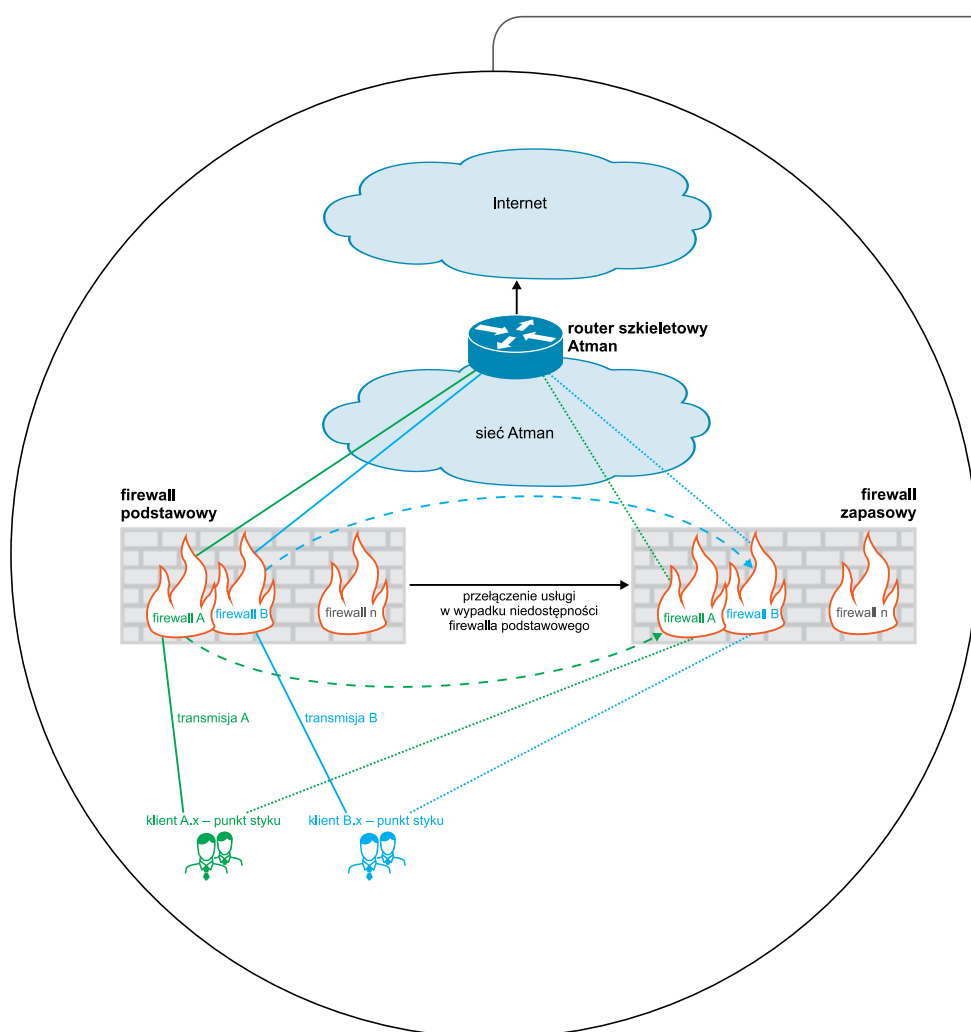 Internet
router szkieletowy
Atman
sieć Atman
firewall
podstawowy
firewall
zapasowy
firewall A
firewall B
firewall n
przełączenie usługi
w wypadku niedostępności
firewalla podstawowego
firewall A
firewall B
firewall n
transmisja A
transmisja B
klient A.x – punkt styku
klient B.x – punkt styku